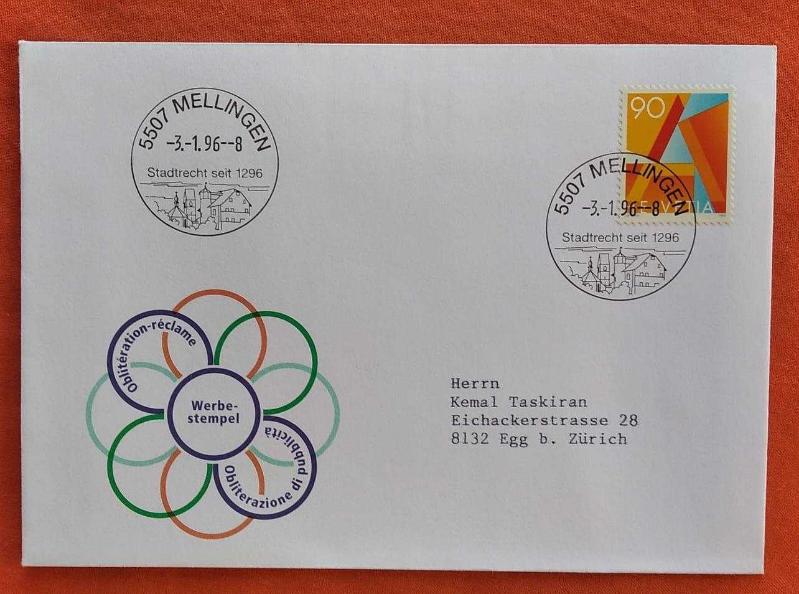 5507 MELLINGEN
-3.-1.96--8
Stadtrecht seit 1296
90
HELVETIA
5507 MELLINGEN
-3.-1.96--8
Stadtrecht seit 1296
Oblitération-réclame
Werbe-
stempel
Obliterazione di pubblicità
Herrn
Kemal Taskiran
Eichackerstrasse 28
8132 Egg b. Zürich